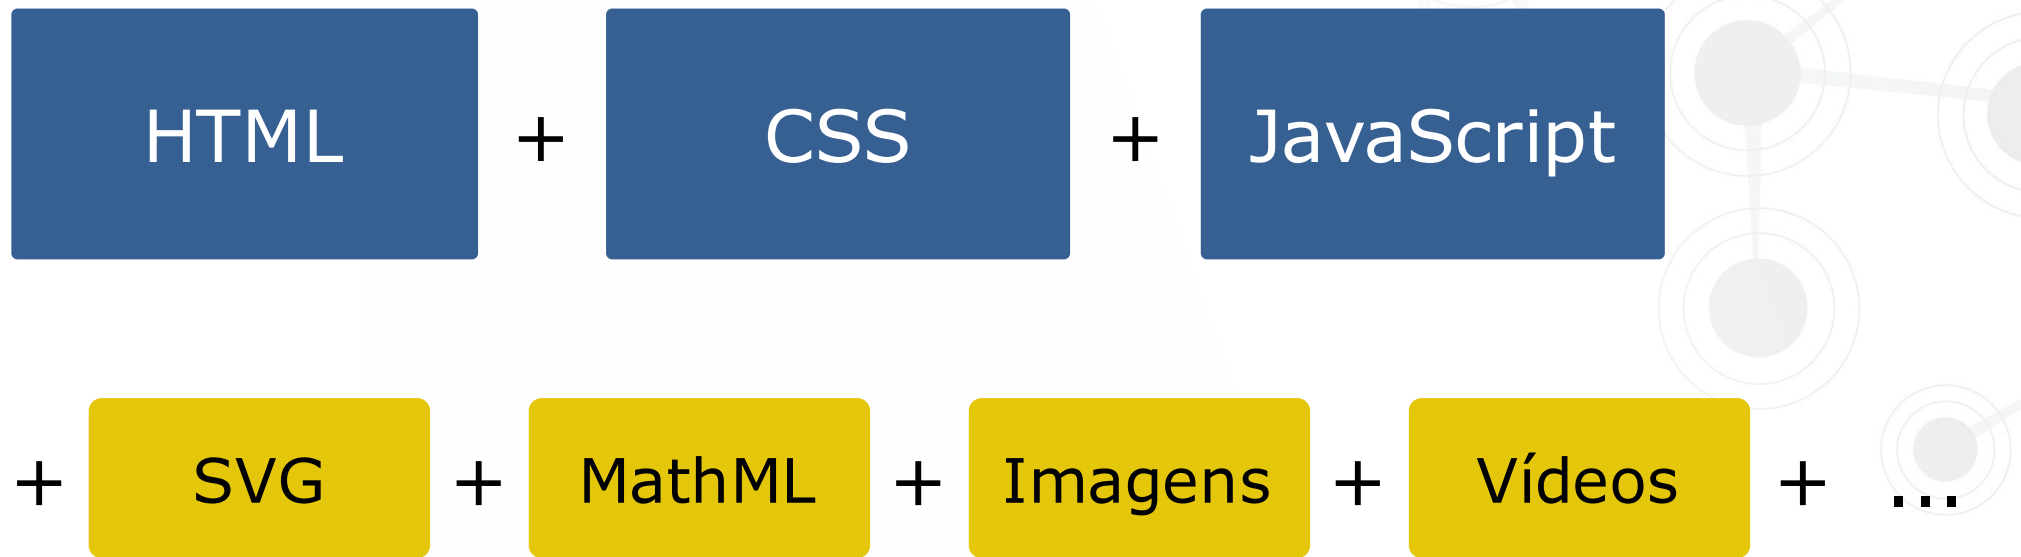 HTML + CSS + JavaScript
+ SVG + MathML + Imagens + Vídeos + ...